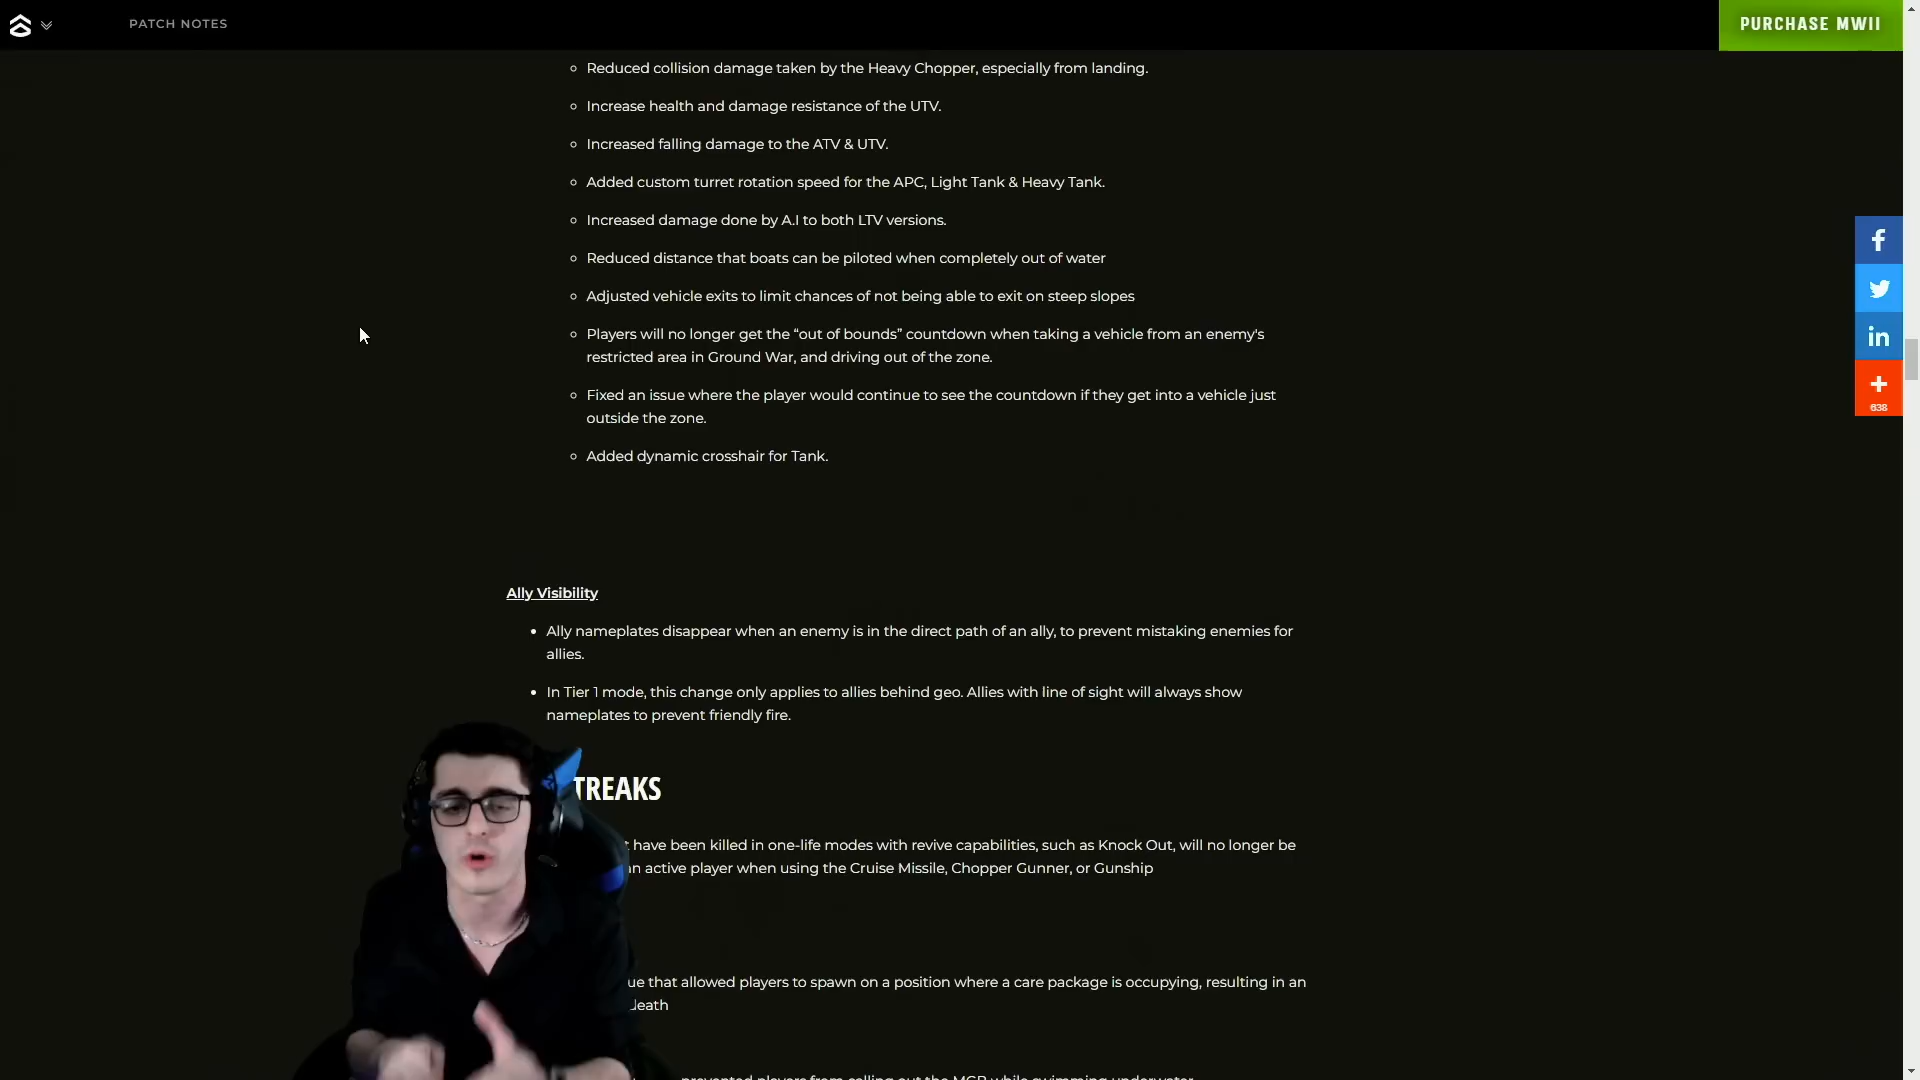 PATCH NOTES
PURCHASE MWII
Reduced collision damage taken by the Heavy Chopper, especially from landing.
Increase health and damage resistance of the UTV.
Increased falling damage to the ATV & UTV.
Added custom turret rotation speed for the APC, Light Tank & Heavy Tank.
Increased damage done by A.I to both LTV versions.
Reduced distance that boats can be piloted when completely out of water
Adjusted vehicle exits to limit chances of not being able to exit on steep slopes
Players will no longer get the “out of bounds” countdown when taking a vehicle from an enemy's
restricted area in Ground War, and driving out of the zone.
Fixed an issue where the player would continue to see the countdown if they get into a vehicle just
outside the zone.
Added dynamic crosshair for Tank.
638
Ally Visibility
Ally nameplates disappear when an enemy is in the direct path of an ally, to prevent mistaking enemies for
allies.
In Tier 1 mode, this change only applies to allies behind geo. Allies with line of sight will always show
nameplates to prevent friendly fire.
TREAKS
have been killed in one-life modes with revive capabilities, such as Knock Out, will no longer be
an active player when using the Cruise Missile, Chopper Gunner, or Gunship
ue that allowed players to spawn on a position where a care package is occupying, resulting in an
death
prevented players from calling out the MGB while swimming underwater